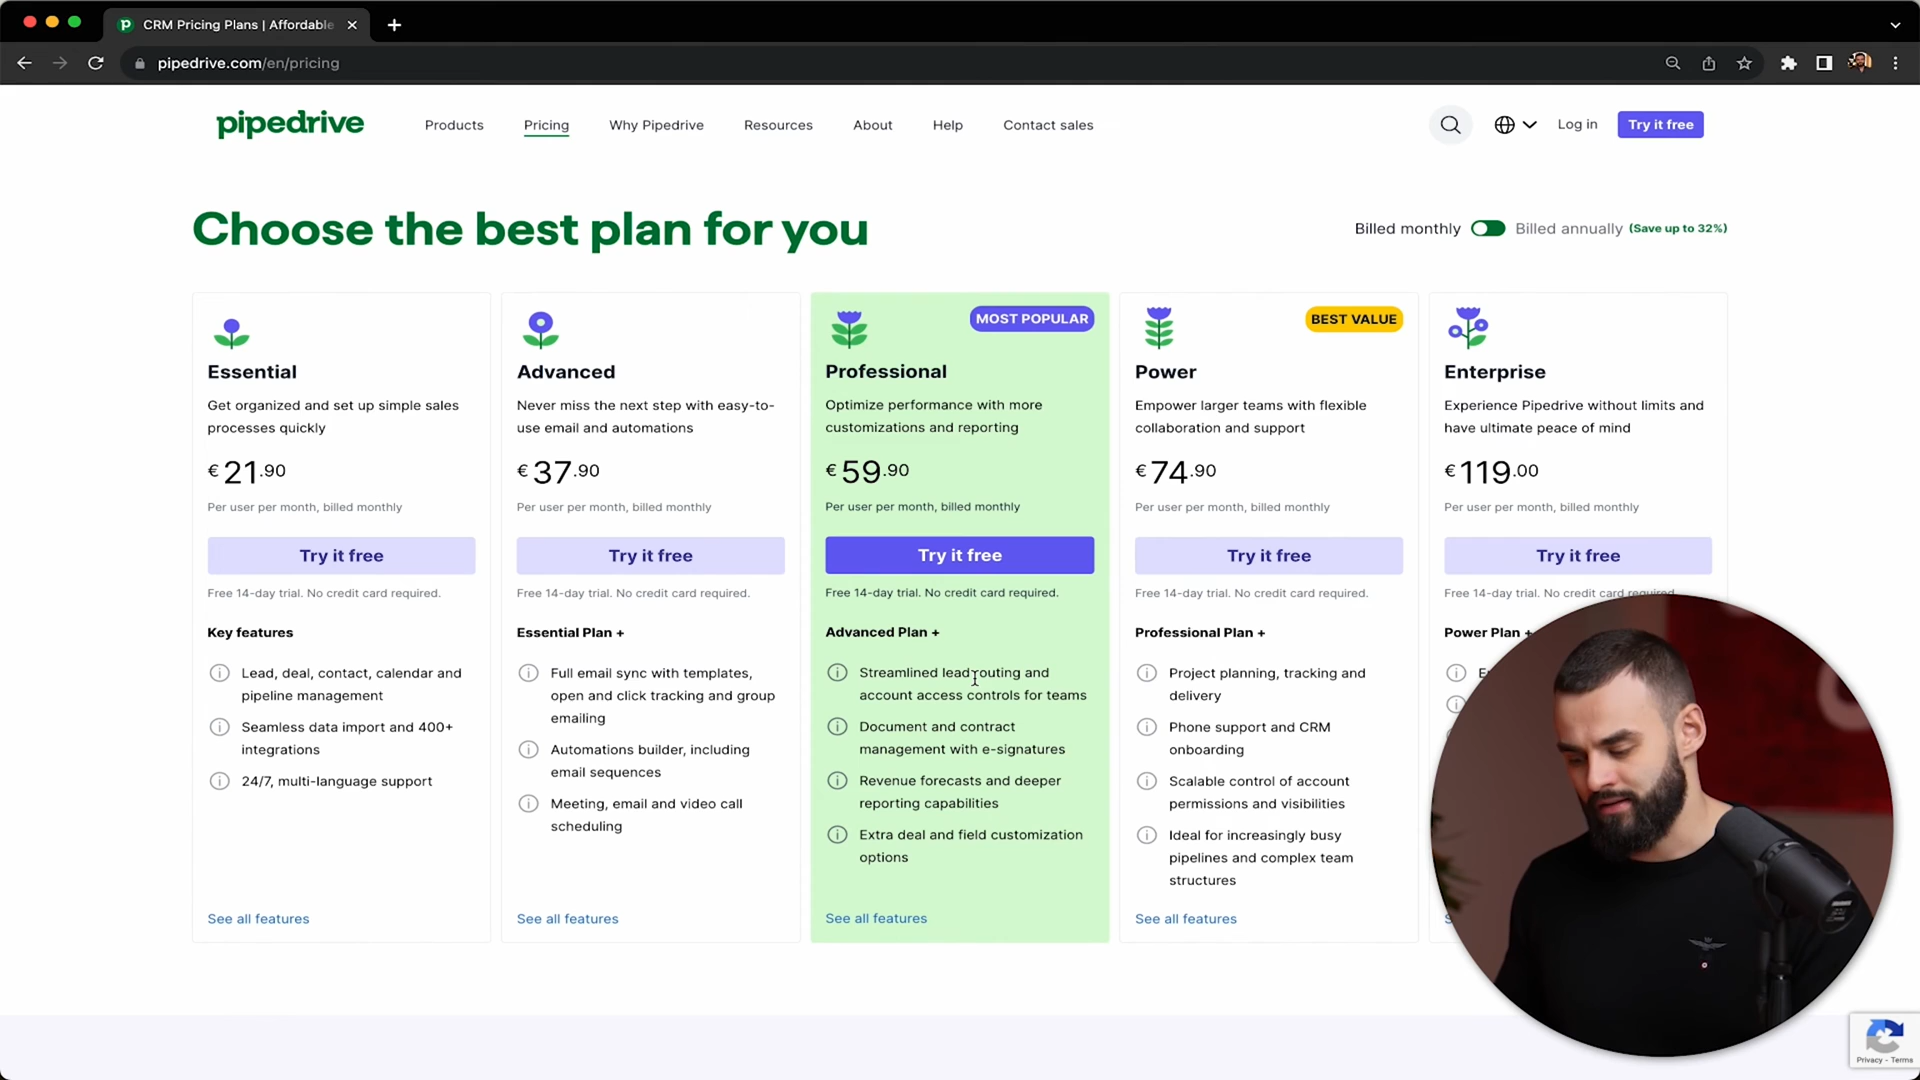 CRM Pricing Plans | Affordable
pipedrive.com/en/pricing
pipedrive
Products
Pricing
Why Pipedrive
Resources
About
Help
Contact sales
Log in
Try it free
Choose the best plan for you
Billed monthly
Billed annually (Save up to 32%)
Essential
Get organized and set up simple sales
processes quickly
€ 21.90
Per user per month, billed monthly
Try it free
Free 14-day trial. No credit card required.
Key features
Lead, deal, contact, calendar and
pipeline management
Seamless data import and 400+
integrations
24/7, multi-language support
See all features
Advanced
Never miss the next step with easy-to-
use email and automations
€ 37.90
Per user per month, billed monthly
Try it free
Free 14-day trial. No credit card required.
Essential Plan +
Full email sync with templates,
open and click tracking and group
emailing
Automations builder, including
email sequences
Meeting, email and video call
scheduling
See all features
MOST POPULAR
Professional
Optimize performance with more
customizations and reporting
€ 59.90
Per user per month, billed monthly
Try it free
Free 14-day trial. No credit card required.
Advanced Plan +
Streamlined lead routing and
account access controls for teams
Document and contract
management with e-signatures
Revenue forecasts and deeper
reporting capabilities
Extra deal and field customization
options
See all features
BEST VALUE
Power
Empower larger teams with flexible
collaboration and support
€ 74.90
Per user per month, billed monthly
Try it free
Free 14-day trial. No credit card required.
Professional Plan +
Project planning, tracking and
delivery
Phone support and CRM
onboarding
Scalable control of account
permissions and visibilities
Ideal for increasingly busy
pipelines and complex team
structures
See all features
Enterprise
Experience Pipedrive without limits and
have ultimate peace of mind
€ 119.00
Per user per month, billed monthly
Try it free
Free 14-day trial. No credit card required.
Power Plan +
Privacy - Terms